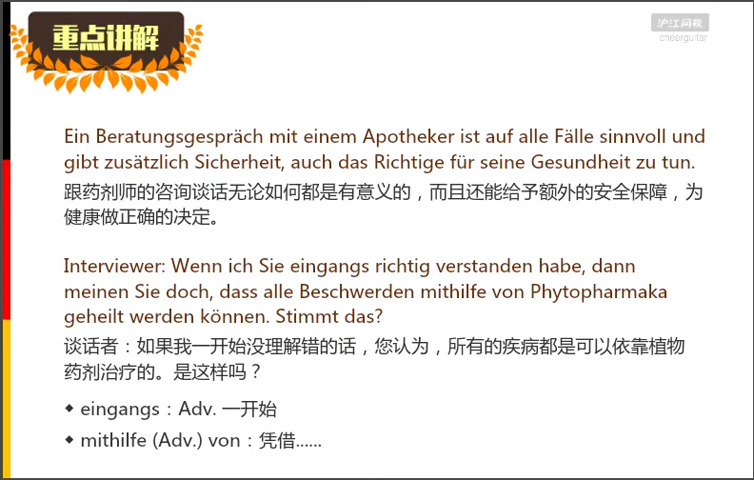 重点讲解
沪江网校
cheerguitar
Ein Beratungsgespräch mit einem Apotheker ist auf alle Fälle sinnvoll und
gibt zusätzlich Sicherheit, auch das Richtige für seine Gesundheit zu tun.
跟药剂师的咨询谈话无论如何都是有意义的，而且还能给予额外的安全保障，为
健康做正确的决定。
Interviewer: Wenn ich Sie eingangs richtig verstanden habe, dann
meinen Sie doch, dass alle Beschwerden mithilfe von Phytopharmaka
geheilt werden können. Stimmt das?
谈话者：如果我一开始没理解错的话，您认为，所有的疾病都是可以依靠植物
药剂治疗的。是这样吗？
◆ eingangs：Adv. 一开始
◆ mithilfe (Adv.) von：凭借......